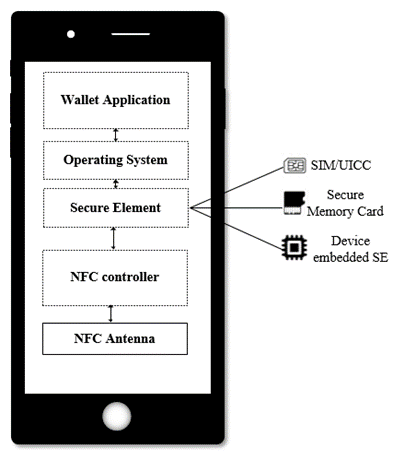 Wallet Application
Operating System
Secure Element
NFC controller
NFC Antenna
SIM/UICC
Secure
Memory Card
Device
embedded SE